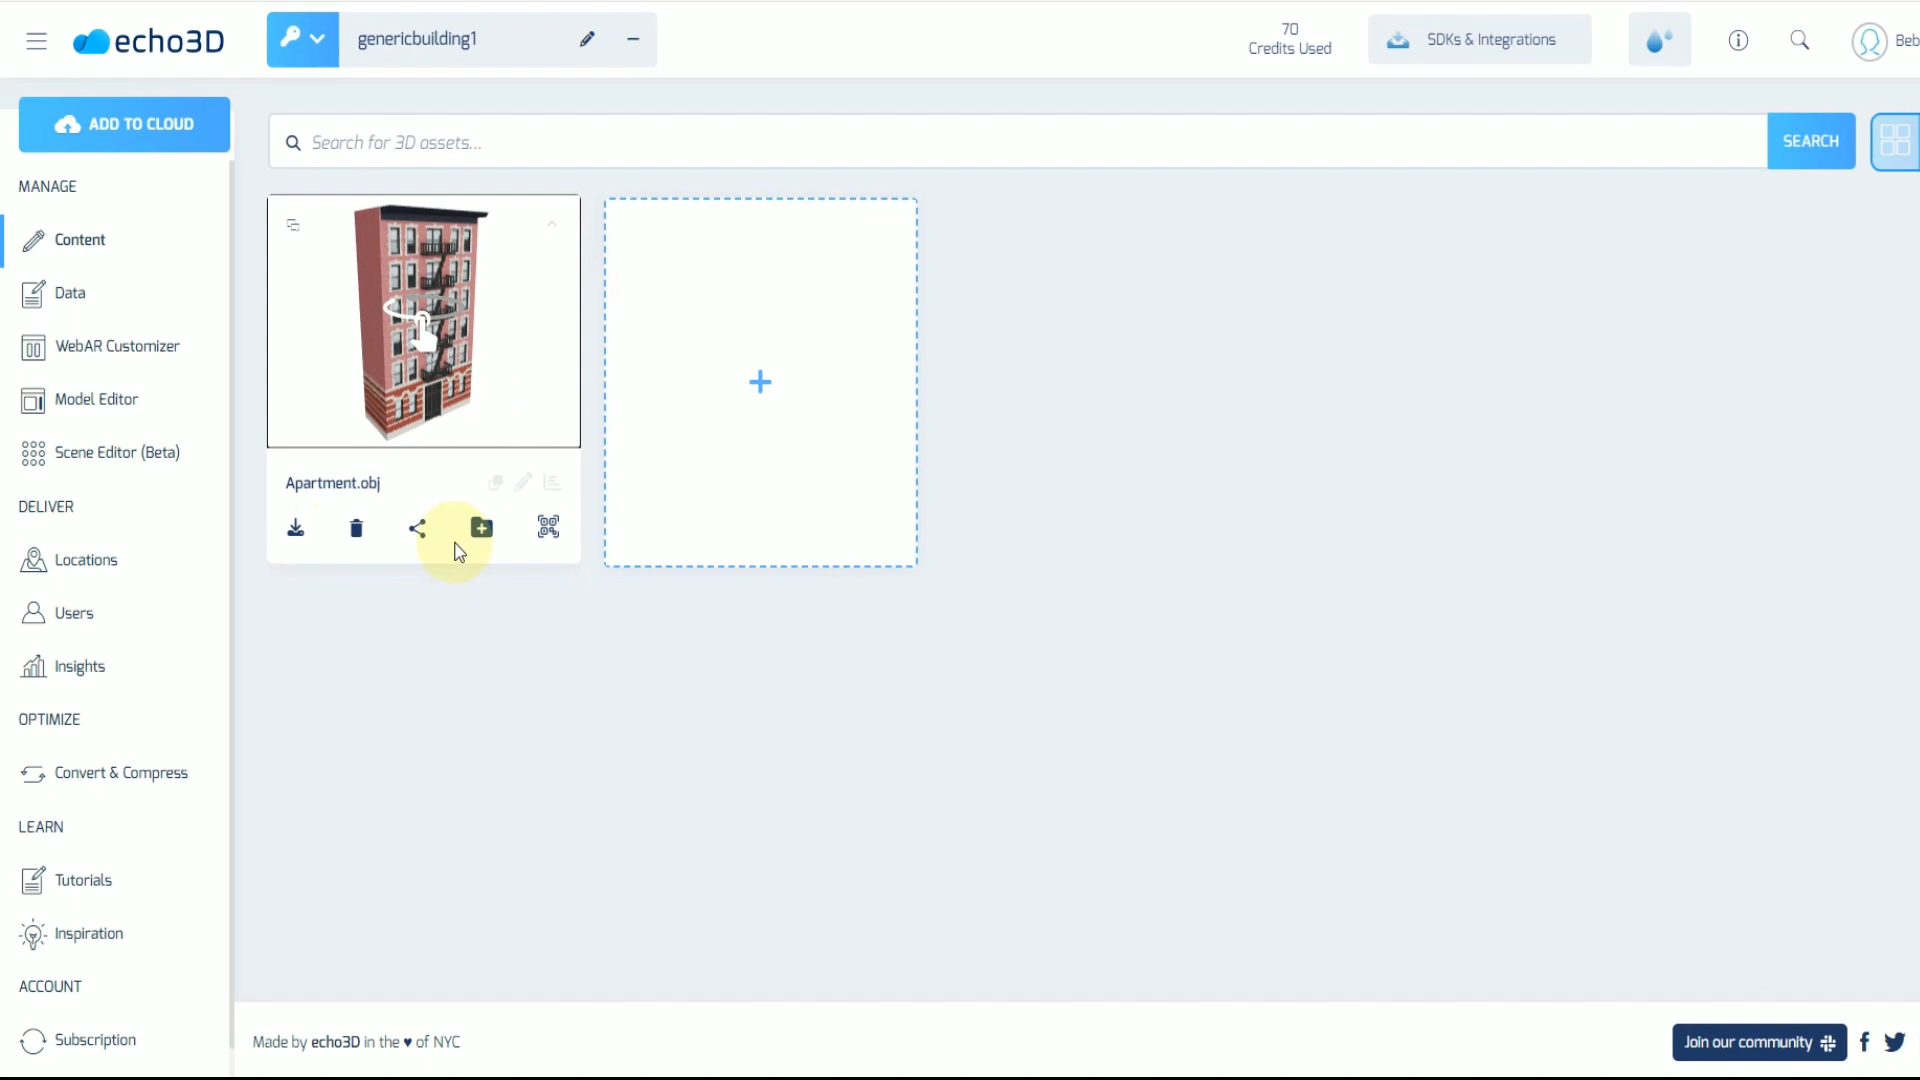 echo3D
genericbuilding1
70
Credits Used
SDKs & Integrations
Beb
ADD TO CLOUD
Search for 3D assets...
SEARCH
MANAGE
Content
Data
WebAR Customizer
Model Editor
Scene Editor (Beta)
DELIVER
Locations
Users
Insights
OPTIMIZE
Convert & Compress
LEARN
Tutorials
Inspiration
ACCOUNT
Subscription
Apartment.obj
Made by echo3D in the ♥ of NYC
Join our community